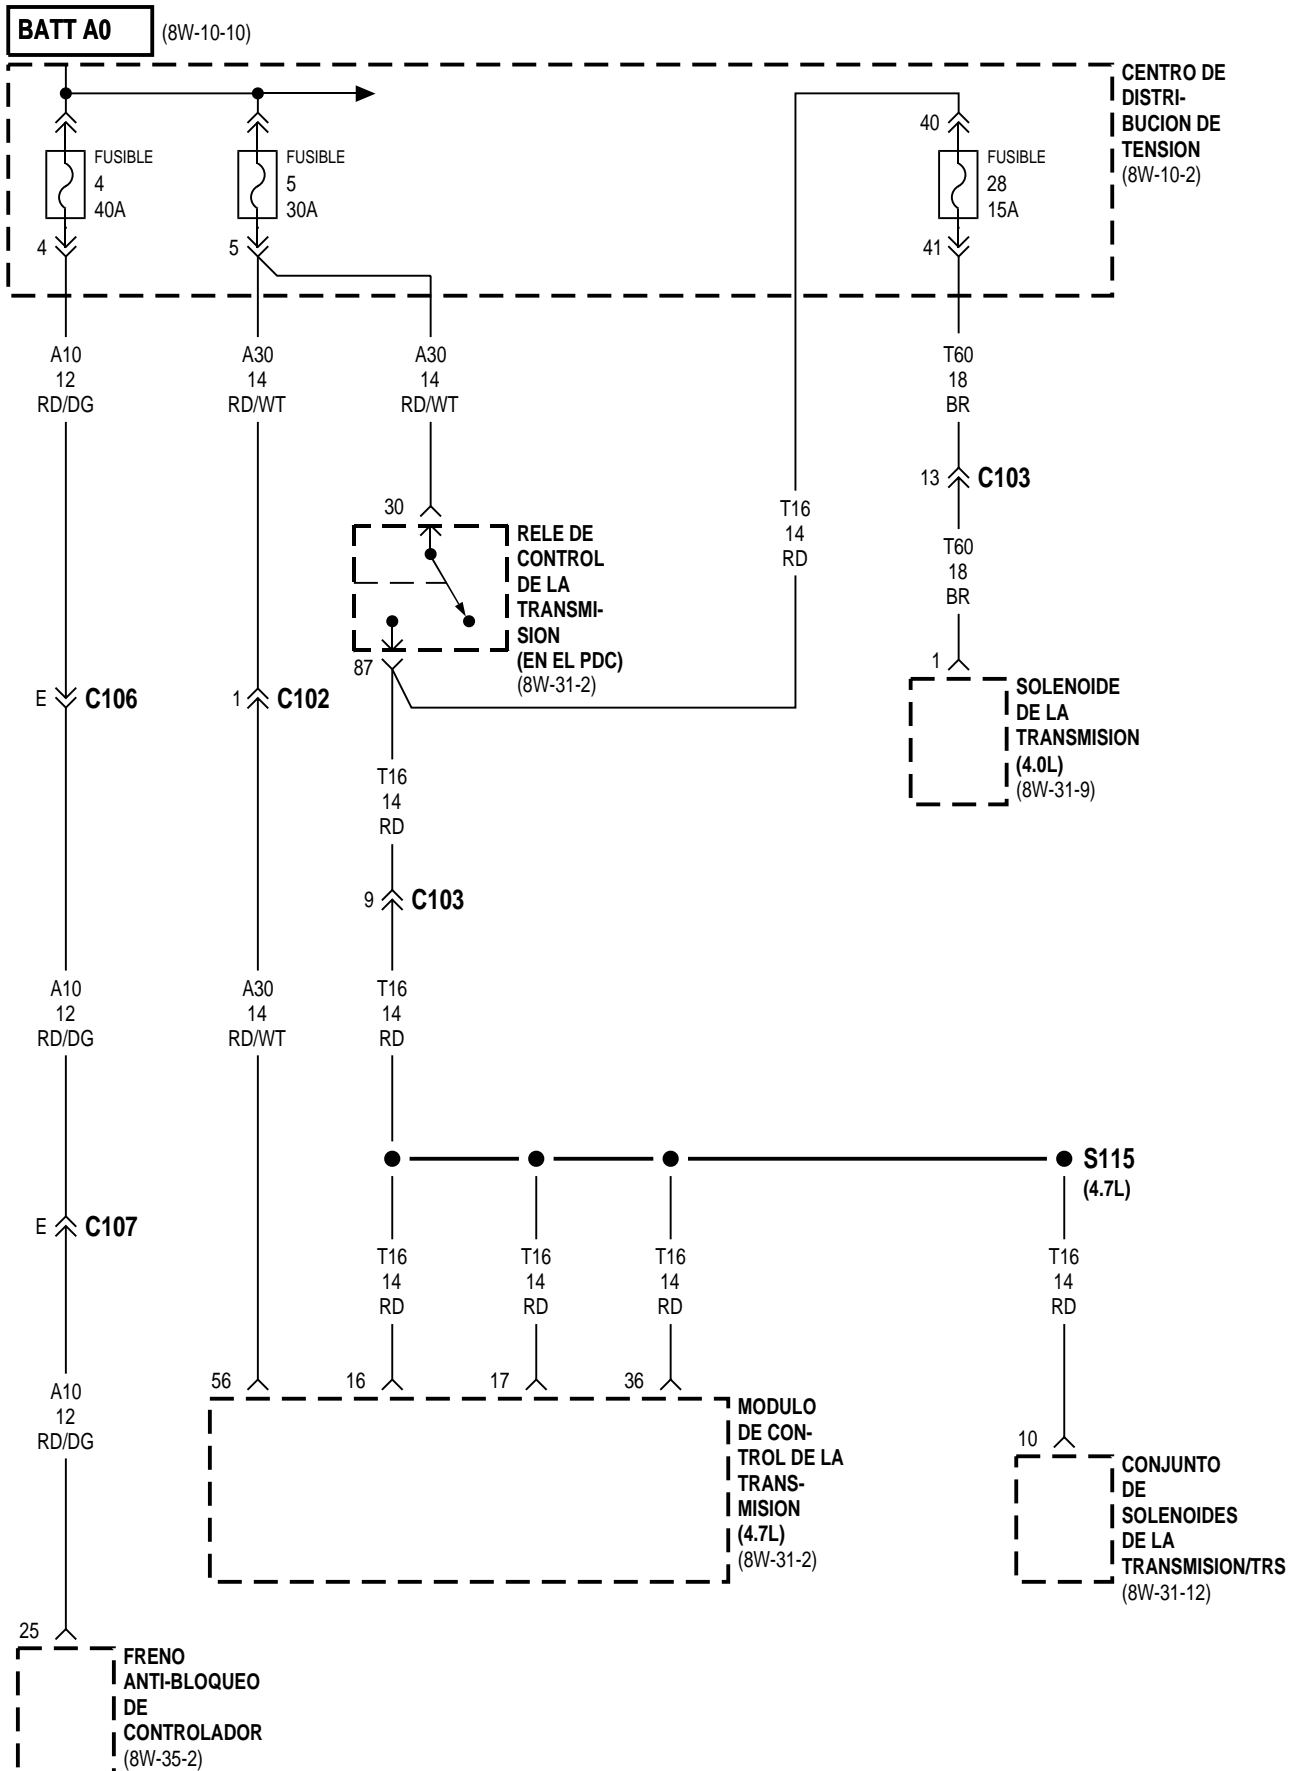 BATT A0
(8W-10-10)
CENTRO DE
DISTRI-
BUCION DE
TENSION
(8W-10-2)
FUSIBLE
4
40A
4
FUSIBLE
5
30A
5
40
FUSIBLE
28
15A
41
A10
12
RD/DG
A30
14
RD/WT
A30
14
RD/WT
T60
18
BR
13
C103
T60
18
BR
T16
14
RD
30
RELE DE
CONTROL
DE LA
TRANSMI-
SION
(EN EL PDC)
(8W-31-2)
87
1
SOLENOIDE
DE LA
TRANSMISION
(4.0L)
(8W-31-9)
E
C106
1
C102
T16
14
RD
9
C103
A10
12
RD/DG
A30
14
RD/WT
T16
14
RD
S115
(4.7L)
E
C107
T16
14
RD
T16
14
RD
T16
14
RD
T16
14
RD
A10
12
RD/DG
56
16
17
36
MODULO
DE CON-
TROL DE LA
TRANS-
MISION
(4.7L)
(8W-31-2)
10
CONJUNTO
DE
SOLENOIDES
DE LA
TRANSMISION/TRS
(8W-31-12)
25
FRENO
ANTI-BLOQUEO
DE
CONTROLADOR
(8W-35-2)